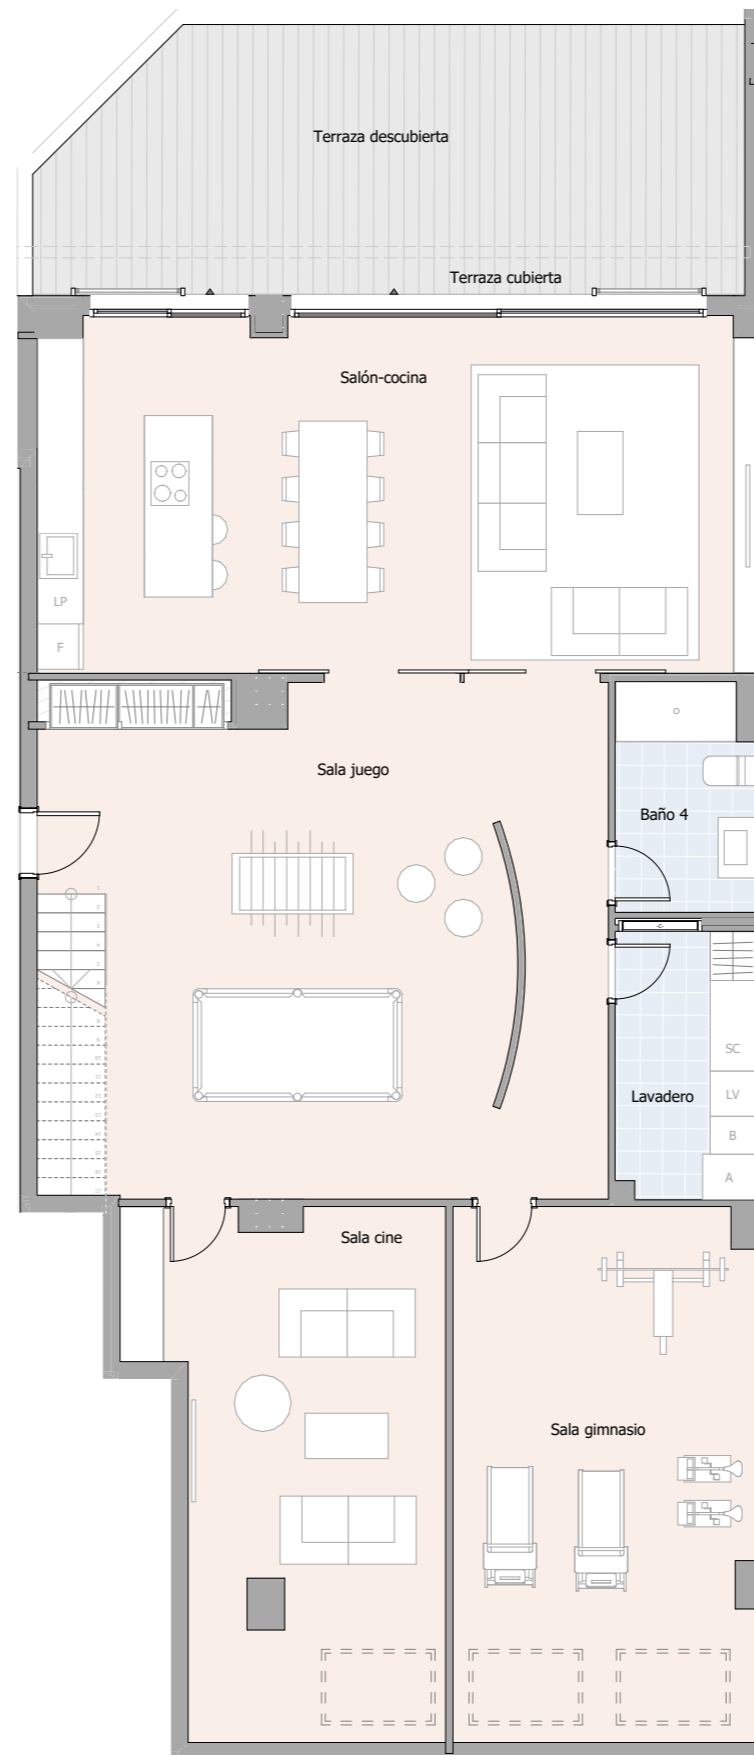 Terraza descubierta
Terraza cubierta
Salón-cocina
LP
F
Sala juego
Baño 4
SC
Lavadero
LV
B
A
Sala cine
Sala gimnasio